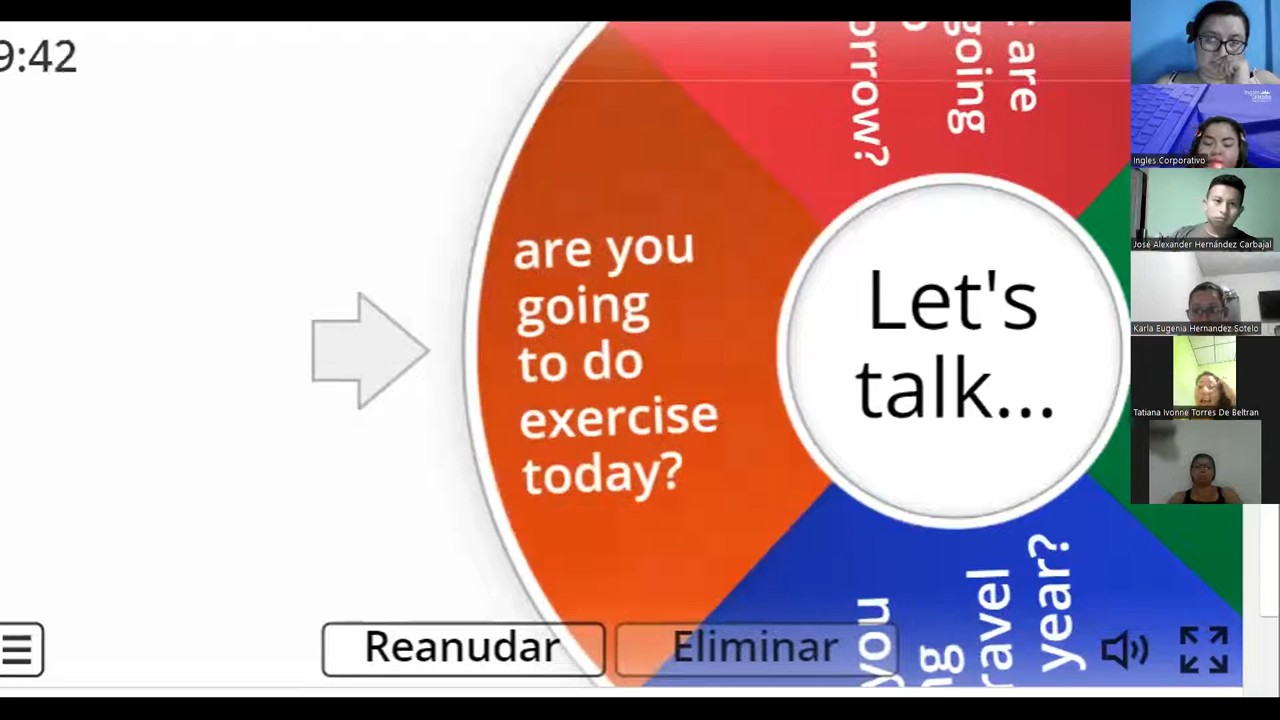 9:42
orrow?
going
are
are you
going
to do
exercise
today?
Let's
talk...
you
ng
ravel
year?
Reanudar
Eliminar
Ingles Corporativo
José Alexander Hernández Carbajal
Karla Eugenia Hernandez Sotelo
Tatiana Ivonne Torres De Beltran